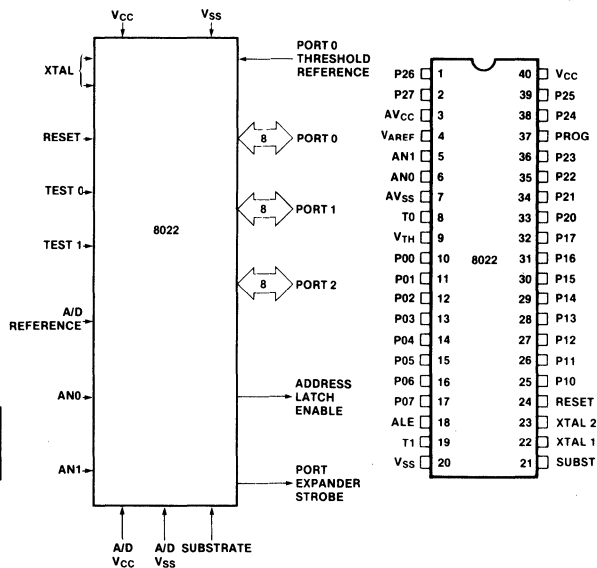 VCC
VSS
XTAL
PORT 0
THRESHOLD
REFERENCE
RESET
8
PORT 0
TEST 0
8
PORT 1
TEST 1
8022
8
PORT 2
A/D
REFERENCE
AN0
ADDRESS
LATCH
ENABLE
AN1
PORT
EXPANDER
STROBE
A/D
VCC
A/D
VSS
SUBSTRATE
P26 1 40 VCC
P27 2 39 P25
AVCC 3 38 P24
VAREF 4 37 PROG
AN1 5 36 P23
AN0 6 35 P22
AVSS 7 34 P21
T0 8 33 P20
VTH 9 32 P17
P00 10 8022 31 P16
P01 11 30 P15
P02 12 29 P14
P03 13 28 P13
P04 14 27 P12
P05 15 26 P11
P06 16 25 P10
P07 17 24 RESET
ALE 18 23 XTAL 2
T1 19 22 XTAL 1
VSS 20 21 SUBST